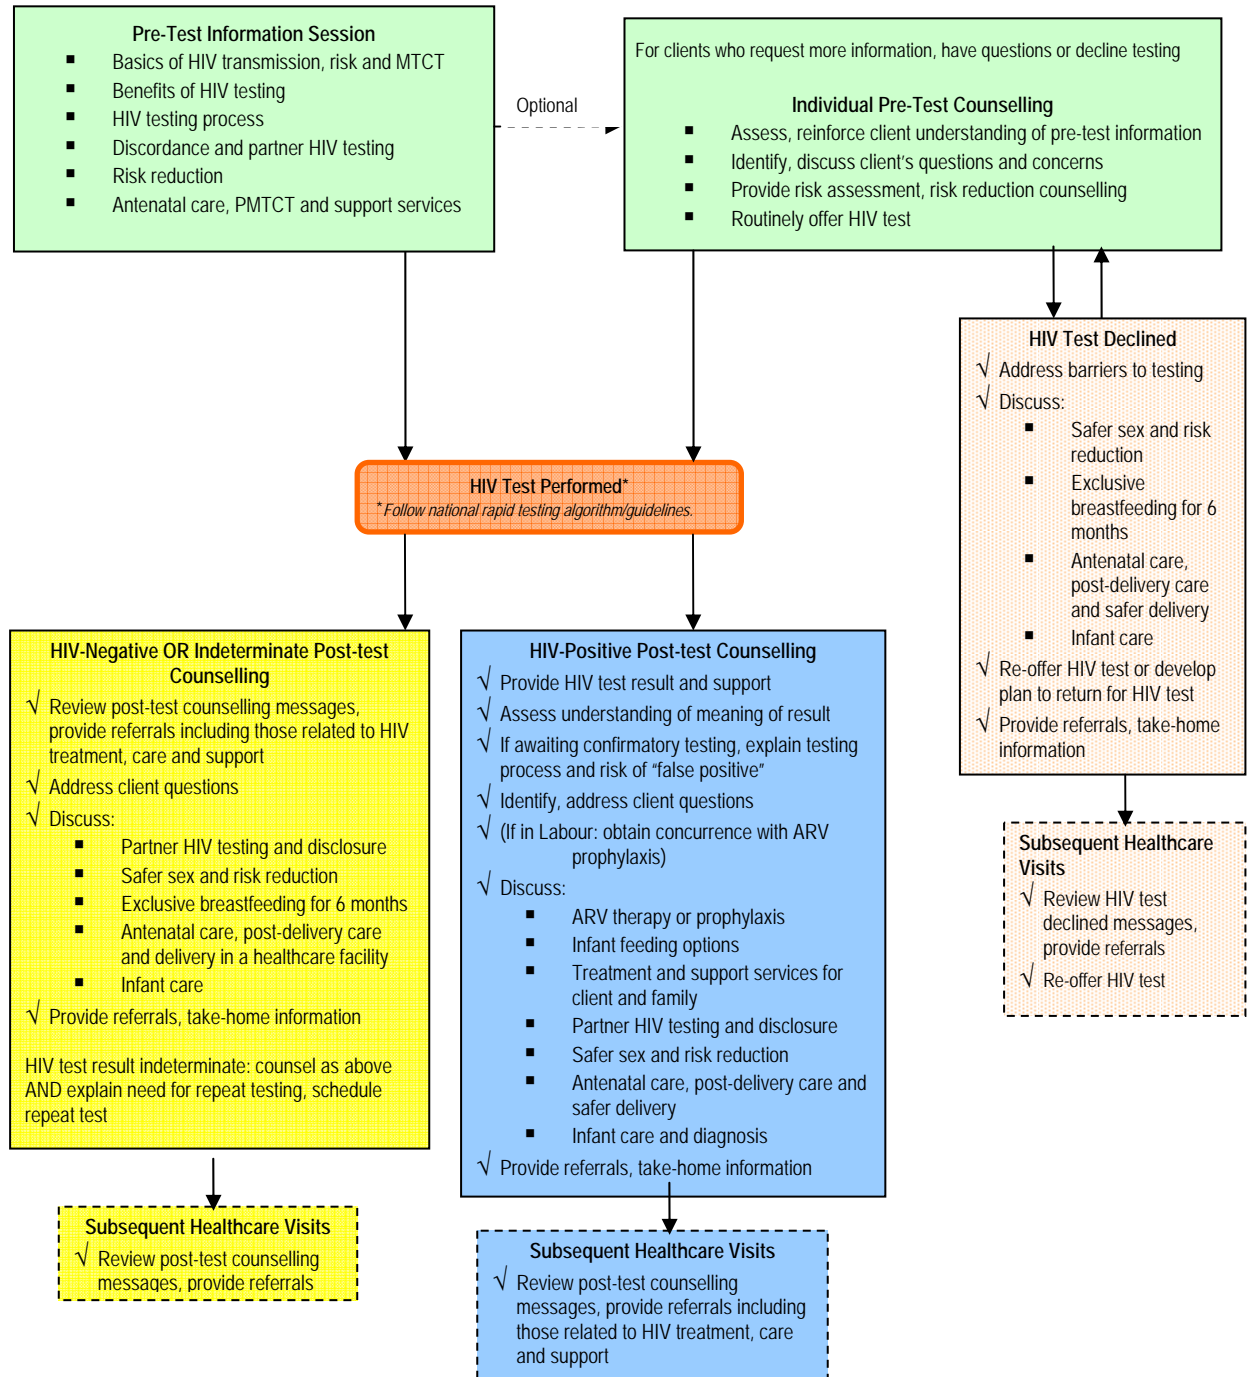 Pre-Test Information Session
▪ Basics of HIV transmission, risk and MTCT
▪ Benefits of HIV testing
▪ HIV testing process
▪ Discordance and partner HIV testing
▪ Risk reduction
▪ Antenatal care, PMTCT and support services
Optional
For clients who request more information, have questions or decline testing
Individual Pre-Test Counselling
▪ Assess, reinforce client understanding of pre-test information
▪ Identify, discuss client's questions and concerns
▪ Provide risk assessment, risk reduction counselling
▪ Routinely offer HIV test
HIV Test Declined
√ Address barriers to testing
√ Discuss:
▪ Safer sex and risk
reduction
▪ Exclusive
breastfeeding for 6
months
▪ Antenatal care,
post-delivery care
and safer delivery
▪ Infant care
√ Re-offer HIV test or develop
plan to return for HIV test
√ Provide referrals, take-home
information
HIV Test Performed*
*Follow national rapid testing algorithm/guidelines.
HIV-Negative OR Indeterminate Post-test
Counselling
√ Review post-test counselling messages,
provide referrals including those related to HIV
treatment, care and support
√ Address client questions
√ Discuss:
▪ Partner HIV testing and disclosure
▪ Safer sex and risk reduction
▪ Exclusive breastfeeding for 6 months
▪ Antenatal care, post-delivery care
and delivery in a healthcare facility
▪ Infant care
√ Provide referrals, take-home information
HIV test result indeterminate: counsel as above
AND explain need for repeat testing, schedule
repeat test
HIV-Positive Post-test Counselling
√ Provide HIV test result and support
√ Assess understanding of meaning of result
√ If awaiting confirmatory testing, explain testing
process and risk of "false positive"
√ Identify, address client questions
√ (If in Labour: obtain concurrence with ARV
prophylaxis)
√ Discuss:
▪ ARV therapy or prophylaxis
▪ Infant feeding options
▪ Treatment and support services for
client and family
▪ Partner HIV testing and disclosure
▪ Safer sex and risk reduction
▪ Antenatal care, post-delivery care and
safer delivery
▪ Infant care and diagnosis
√ Provide referrals, take-home information
Subsequent Healthcare
Visits
√ Review HIV test
declined messages,
provide referrals
√ Re-offer HIV test
Subsequent Healthcare Visits
√ Review post-test counselling
messages, provide referrals
Subsequent Healthcare Visits
√ Review post-test counselling
messages, provide referrals including
those related to HIV treatment, care
and support